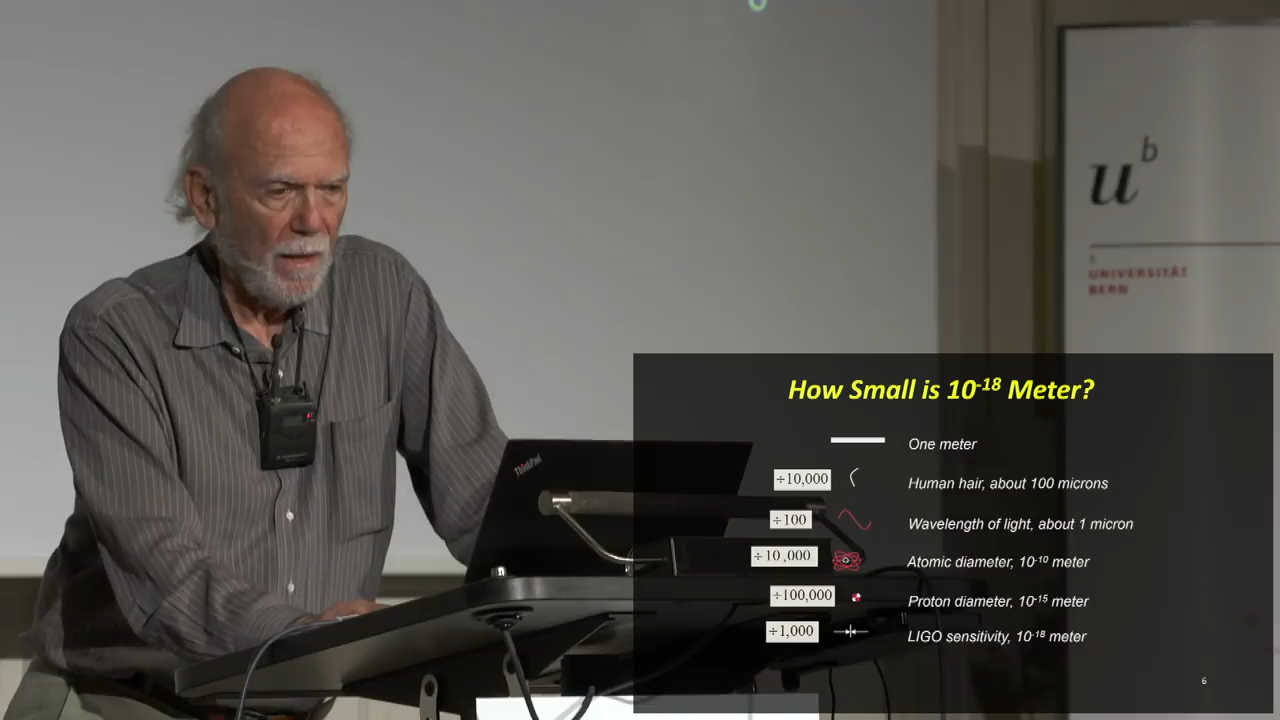 u^b
b
UNIVERSITÄT
BERN
ThinkPad
How Small is 10^-18 Meter?
One meter
÷10,000 Human hair, about 100 microns
÷100 Wavelength of light, about 1 micron
÷10,000 Atomic diameter, 10^-10 meter
÷100,000 Proton diameter, 10^-15 meter
÷1,000 LIGO sensitivity, 10^-18 meter
6